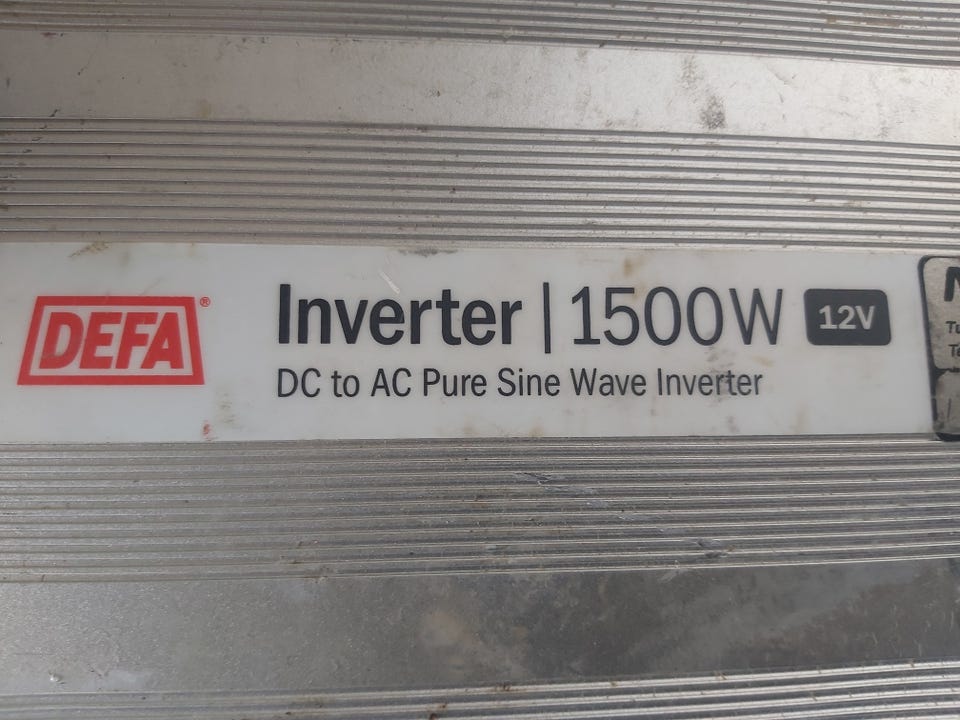 DEFA®
Inverter | 1500W 12V
DC to AC Pure Sine Wave Inverter